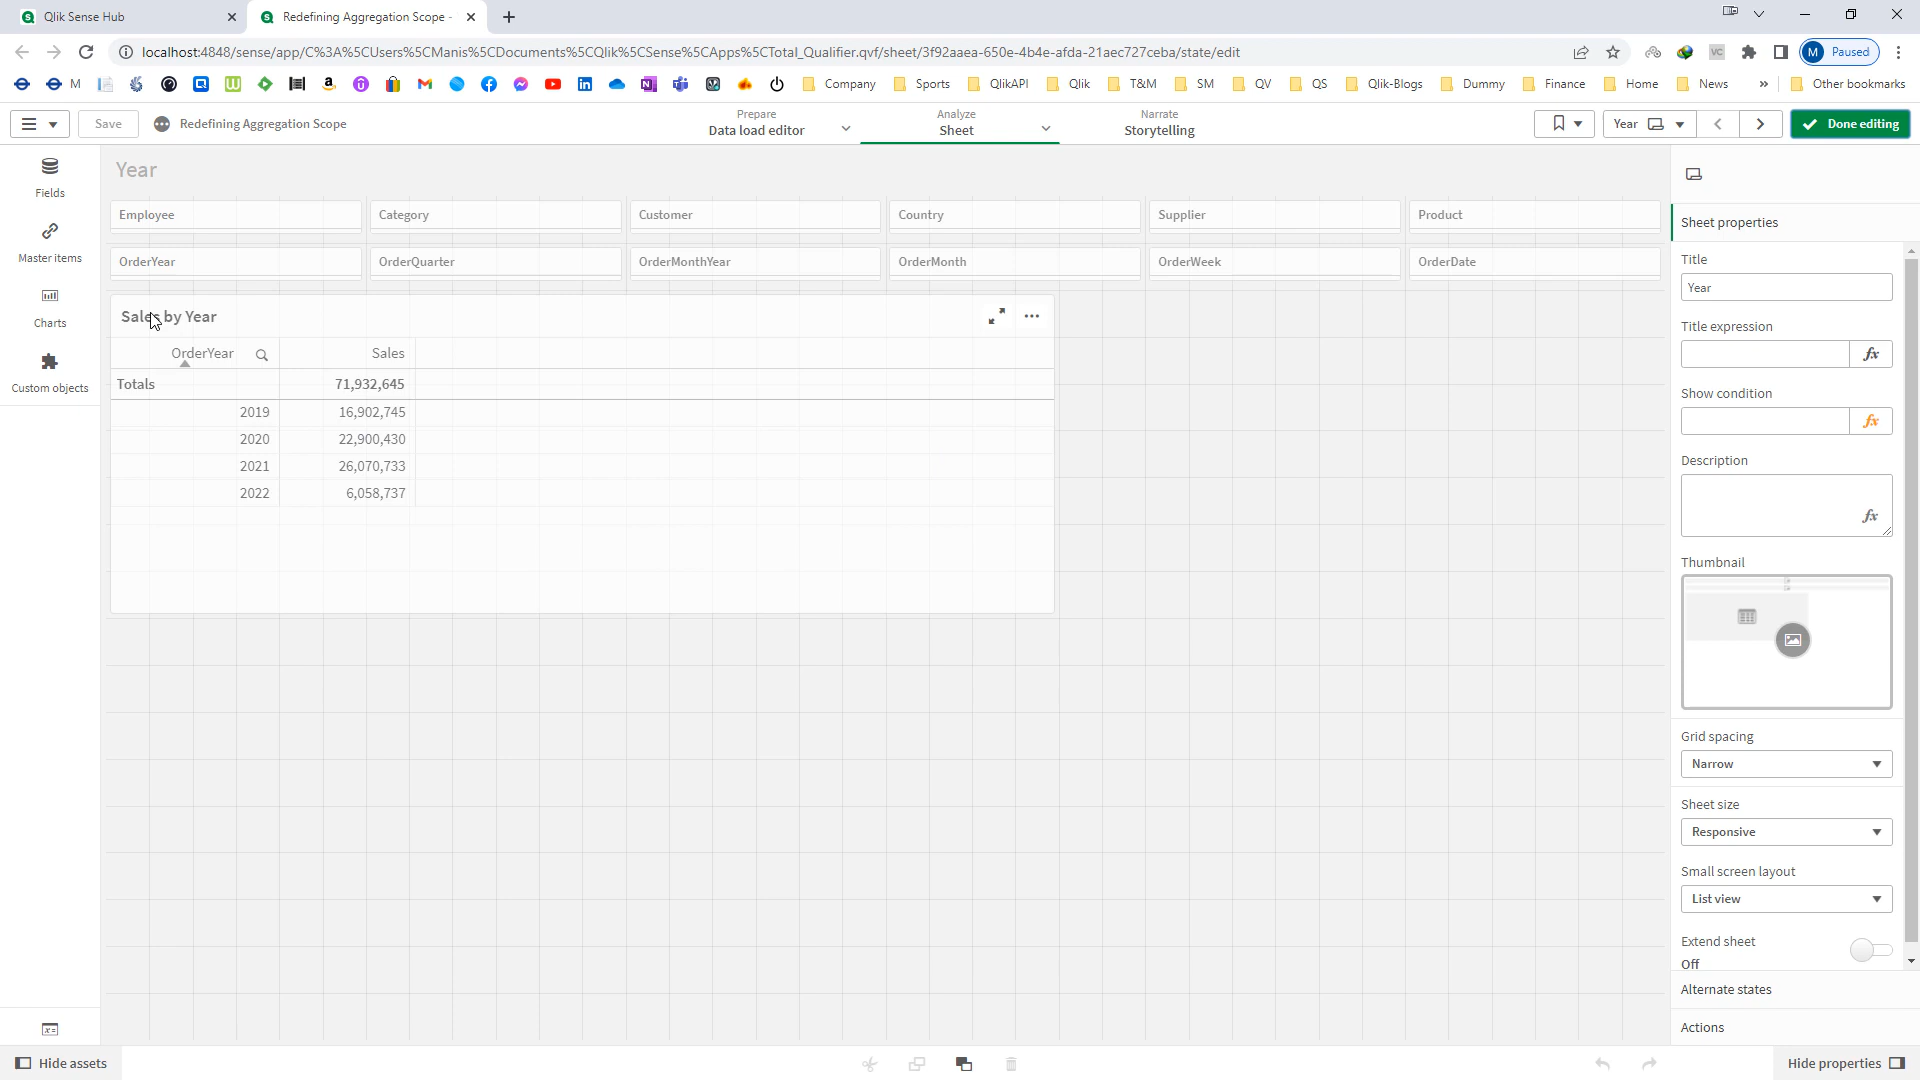 Qlik Sense Hub
Redefining Aggregation Scope -
localhost:4848/sense/app/C%3A%5CUsers%5CManis%5CDocuments%5CQlik%5CSense%5CApps%5CTotal_Qualifier.qvf/sheet/3f92aaea-650e-4b4e-afda-21aec727ceba/state/edit
VC
M Paused
M
Company
Sports
QlikAPI
Qlik
T&M
SM
QV
QS
Qlik-Blogs
Dummy
Finance
Home
News
»
Other bookmarks
Save
Redefining Aggregation Scope
Prepare
Data load editor
Analyze
Sheet
Narrate
Storytelling
Year
Done editing
Fields
Master items
Charts
Custom objects
Year
Employee
Category
Customer
Country
Supplier
Product
OrderYear
OrderQuarter
OrderMonthYear
OrderMonth
OrderWeek
OrderDate
Sales by Year
OrderYear Sales
Totals 71,932,645
2019 16,902,745
2020 22,900,430
2021 26,070,733
2022 6,058,737
Sheet properties
Title
Year
Title expression
fx
Show condition
fx
Description
fx
Thumbnail
Grid spacing
Narrow
Sheet size
Responsive
Small screen layout
List view
Extend sheet
Off
Alternate states
Actions
Hide assets
Hide properties